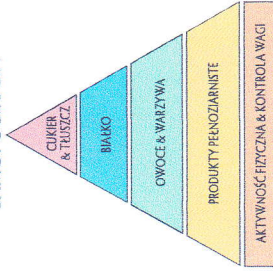 CUKIER
& TŁUSZCZ
BIAŁKO
OWOCE & WARZYWA
PRODUKTY PEŁNOZIARNISTE
AKTYWNOŚĆ FIZYCZNA & KONTROLA WAGI